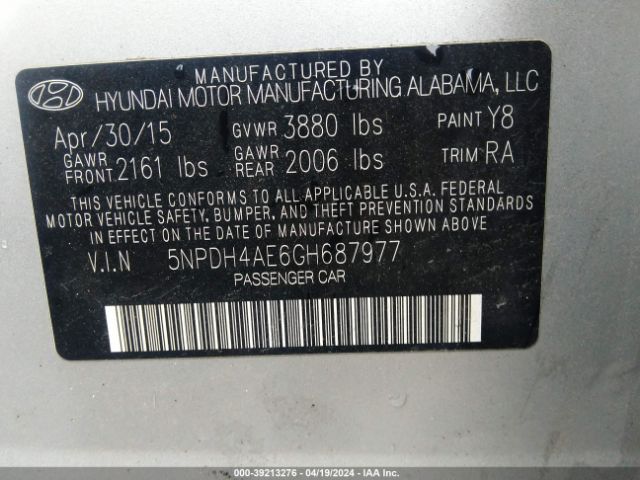 MANUFACTURED BY
HYUNDAI MOTOR MANUFACTURING ALABAMA, LLC
Apr/30/15 GVWR 3880 lbs PAINT Y8
GAWR FRONT 2161 lbs GAWR REAR 2006 lbs TRIM RA
THIS VEHICLE CONFORMS TO ALL APPLICABLE U.S.A. FEDERAL
MOTOR VEHICLE SAFETY, BUMPER, AND THEFT PREVENTION STANDARDS
IN EFFECT ON THE DATE OF MANUFACTURE SHOWN ABOVE
V.I.N 5NPDH4AE6GH687977
PASSENGER CAR
000-39213276 - 04/19/2024 - IAA Inc.